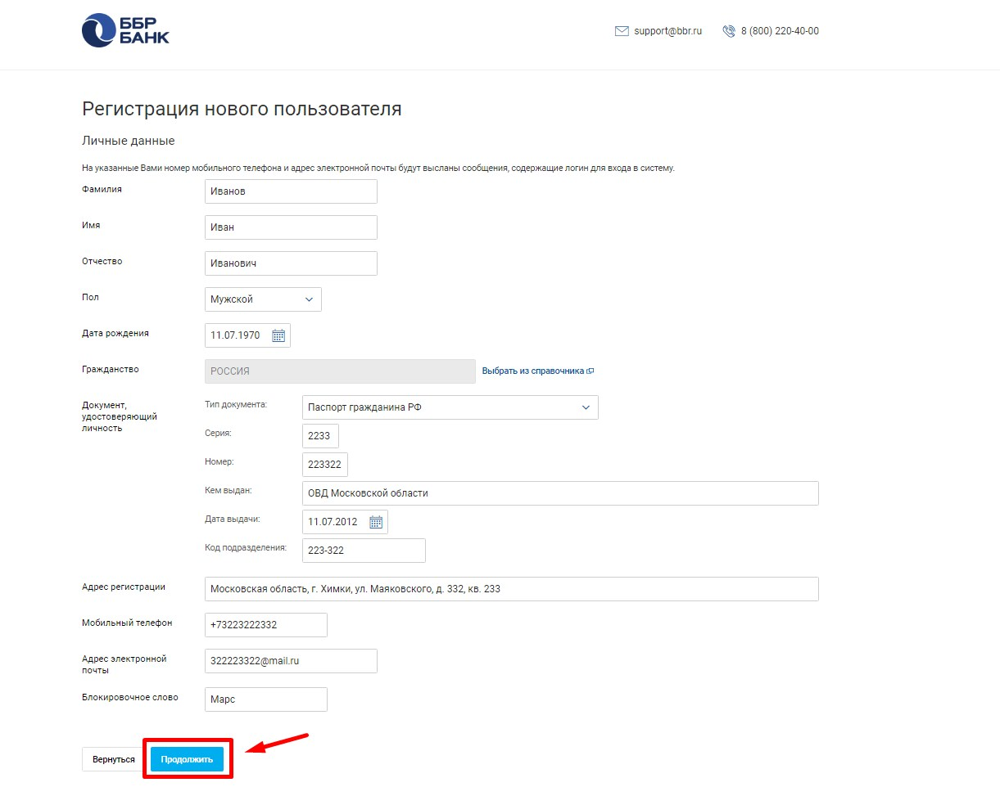 ББР
БАНК
support@bbr.ru
8 (800) 220-40-00
Регистрация нового пользователя
Личные данные
На указанные Вами номер мобильного телефона и адрес электронной почты будут высланы сообщения, содержащие логин для входа в систему.
Фамилия
Иванов
Имя
Иван
Отчество
Иванович
Пол
Мужской
Дата рождения
11.07.1970
Гражданство
РОССИЯ
Выбрать из справочника
Документ,
удостоверяющий
личность
Тип документа:
Паспорт гражданина РФ
Серия:
2233
Номер:
223322
Кем выдан:
ОВД Московской области
Дата выдачи:
11.07.2012
Код подразделения:
223-322
Адрес регистрации
Московская область, г. Химки, ул. Маяковского, д. 332, кв. 233
Мобильный телефон
+73223222332
Адрес электронной
почты
322223322@mail.ru
Блокировочное слово
Марс
Вернуться
Продолжить